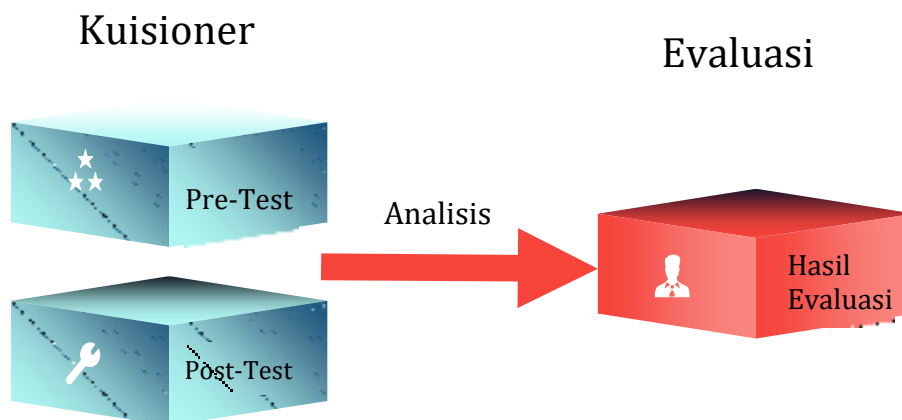 Kuisioner
Evaluasi
Pre-Test
Analisis
Hasil
Evaluasi
Post-Test